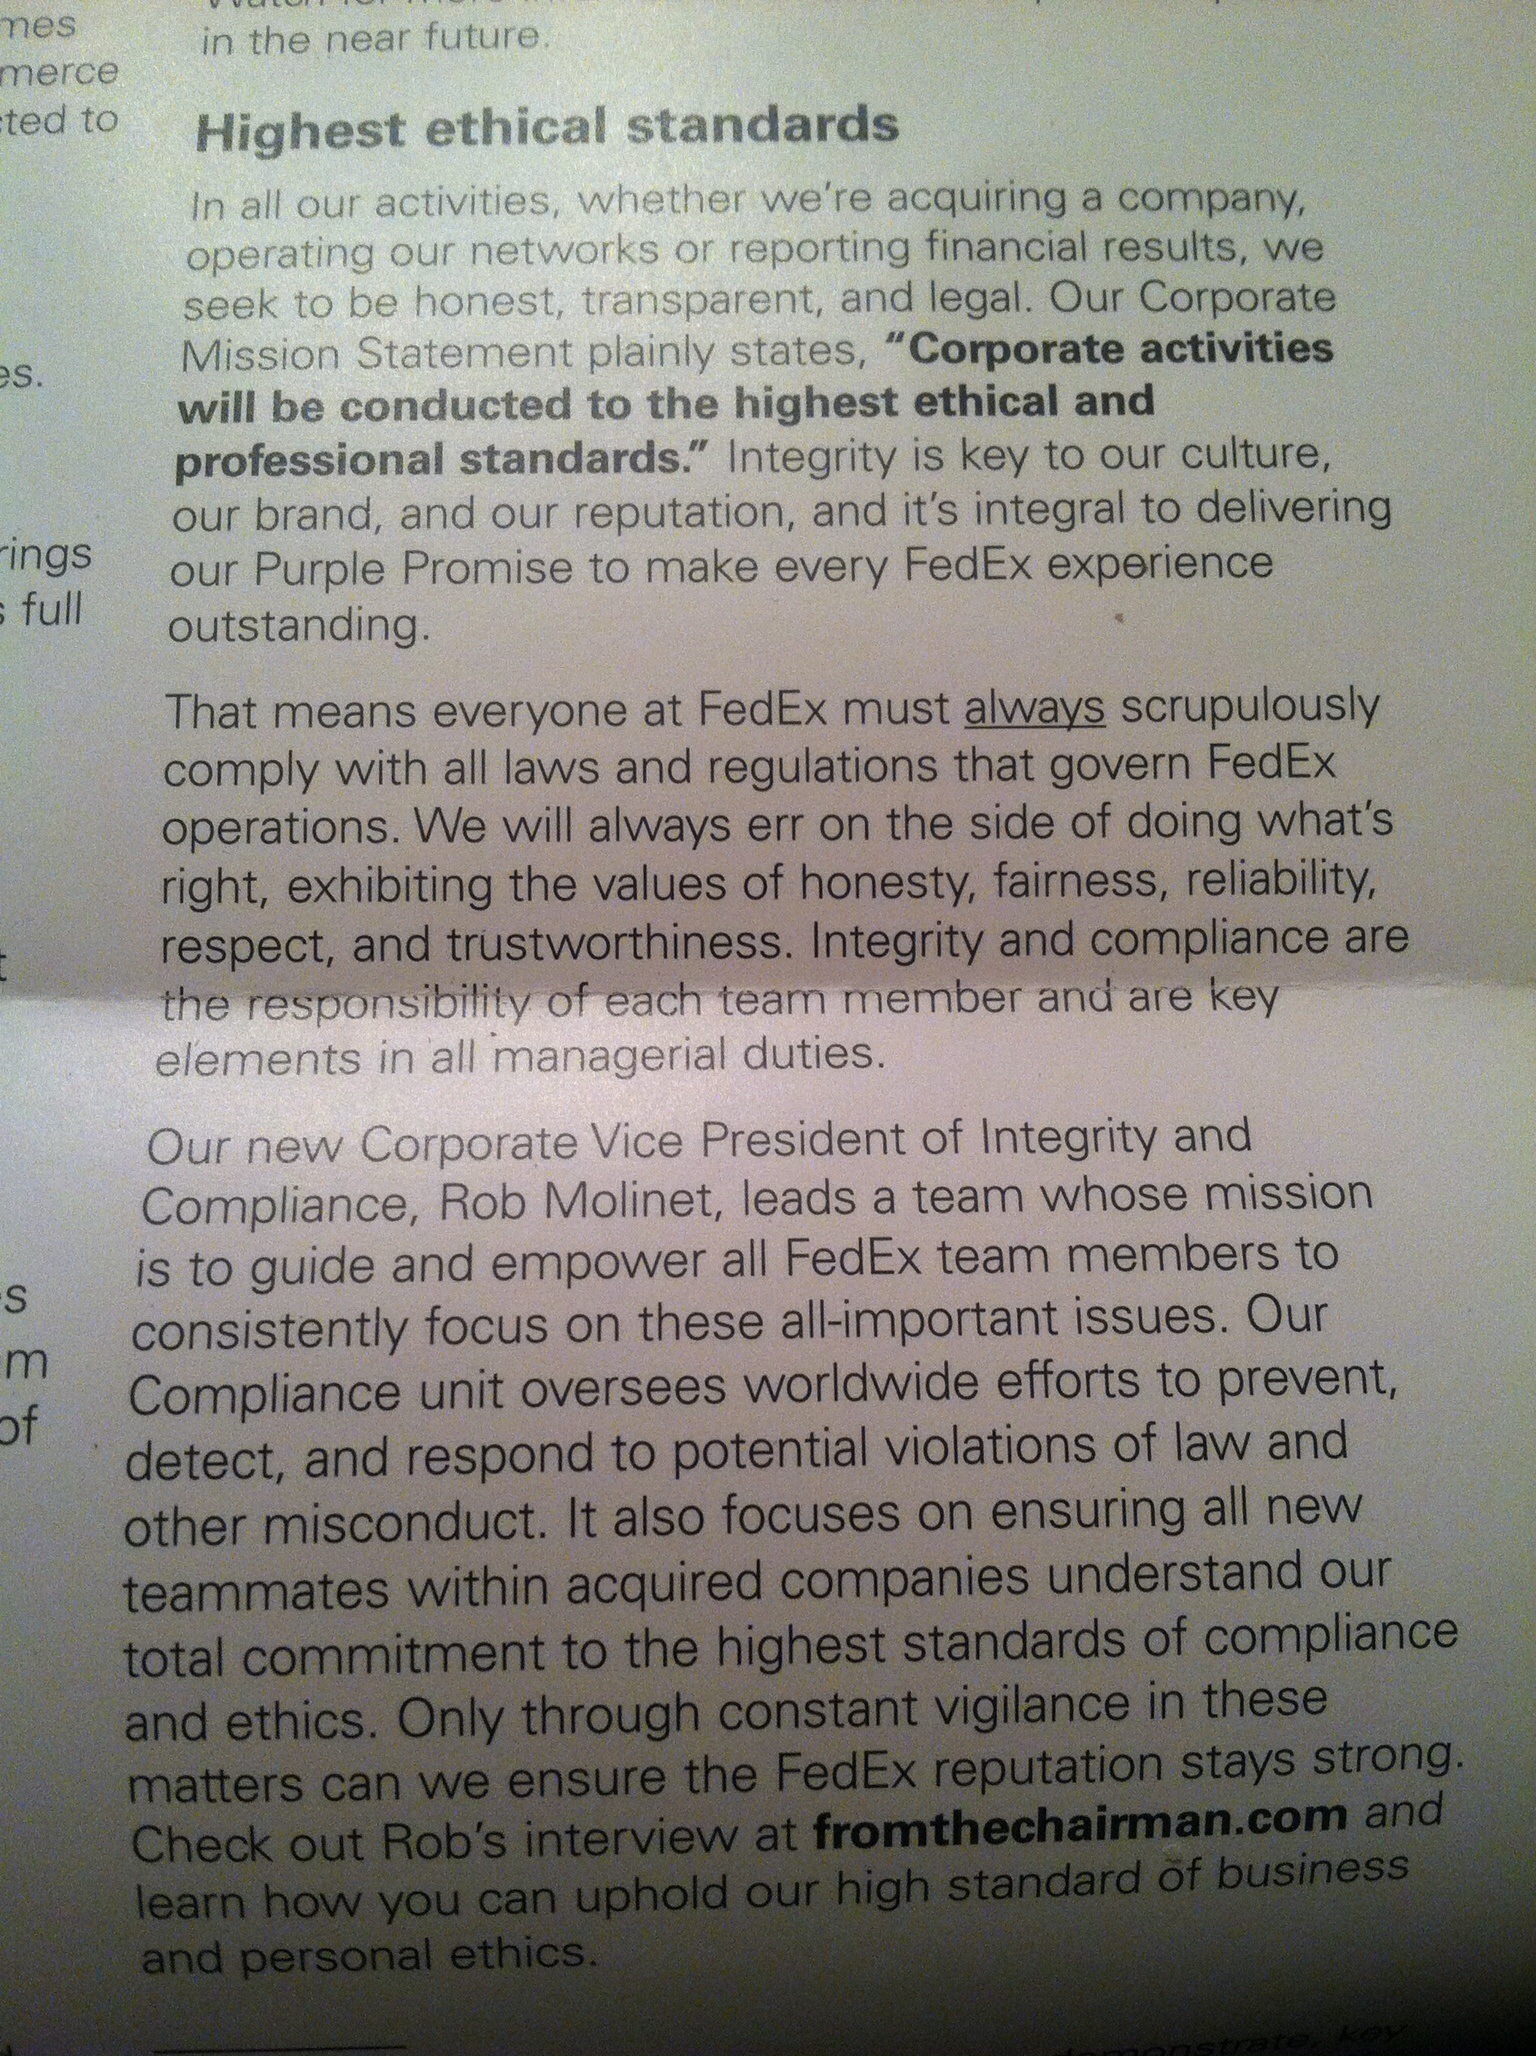 mes
merce
ted to
es.
rings
full
t
s
m
of
in the near future.
Highest ethical standards
In all our activities, whether we're acquiring a company,
operating our networks or reporting financial results, we
seek to be honest, transparent, and legal. Our Corporate
Mission Statement plainly states, "Corporate activities
will be conducted to the highest ethical and
professional standards." Integrity is key to our culture,
our brand, and our reputation, and it's integral to delivering
our Purple Promise to make every FedEx experience
outstanding.
That means everyone at FedEx must always scrupulously
comply with all laws and regulations that govern FedEx
operations. We will always err on the side of doing what's
right, exhibiting the values of honesty, fairness, reliability,
respect, and trustworthiness. Integrity and compliance are
the responsibility of each team member and are key
elements in all managerial duties.
Our new Corporate Vice President of Integrity and
Compliance, Rob Molinet, leads a team whose mission
is to guide and empower all FedEx team members to
consistently focus on these all-important issues. Our
Compliance unit oversees worldwide efforts to prevent,
detect, and respond to potential violations of law and
other misconduct. It also focuses on ensuring all new
teammates within acquired companies understand our
total commitment to the highest standards of compliance
and ethics. Only through constant vigilance in these
matters can we ensure the FedEx reputation stays strong.
Check out Rob's interview at fromthechairman.com and
learn how you can uphold our high standard of business
and personal ethics.
demonstrate, key